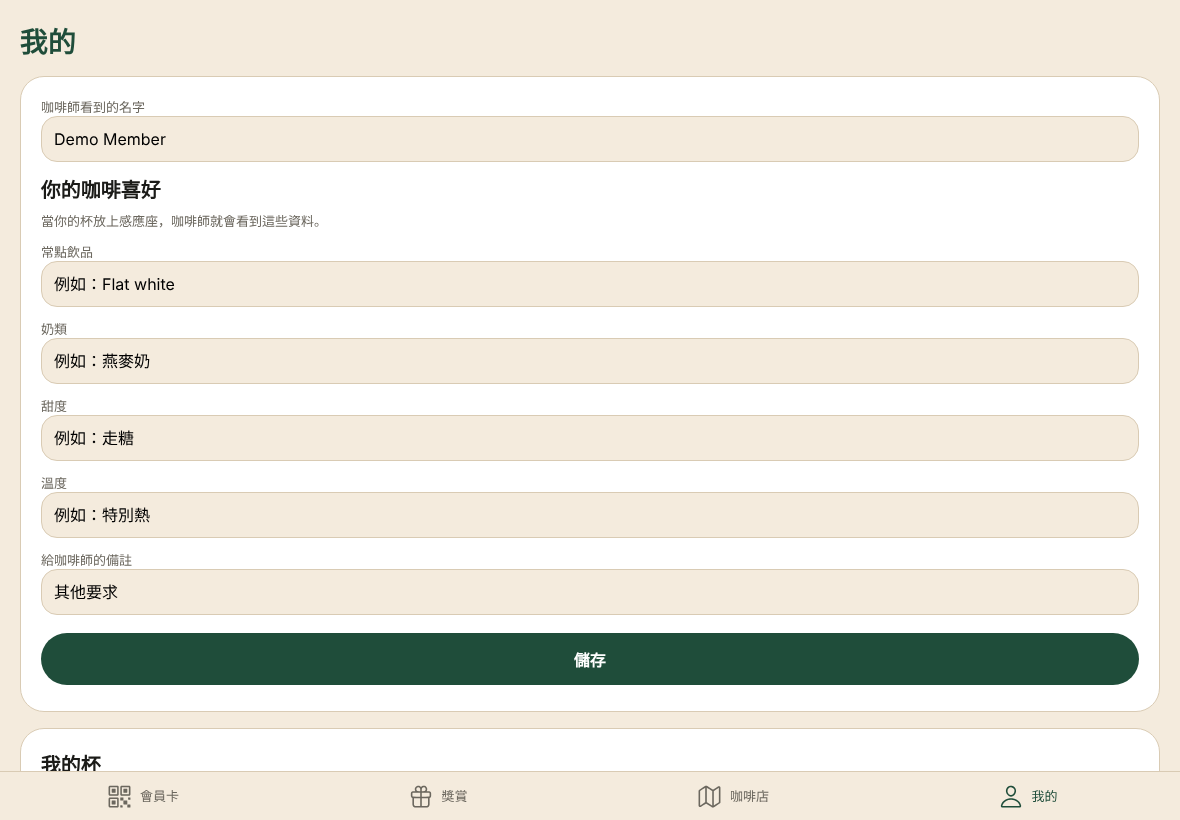 我的
咖啡師看到的名字
Demo Member
你的咖啡喜好
當你的杯放上感應座，咖啡師就會看到這些資料。
常點飲品
例如：Flat white
奶類
例如：燕麥奶
甜度
例如：走糖
溫度
例如：特別熱
給咖啡師的備註
其他要求
儲存
我的杯
會員卡
獎賞
咖啡店
我的